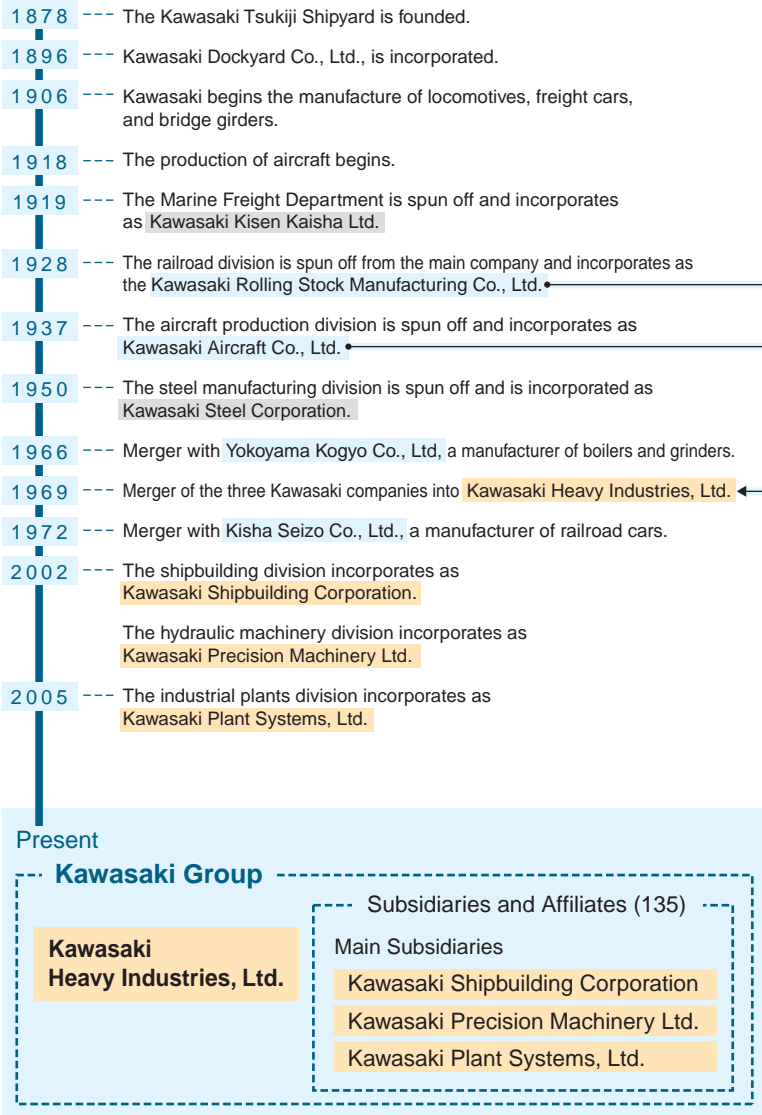 1878 --- The Kawasaki Tsukiji Shipyard is founded.
1896 --- Kawasaki Dockyard Co., Ltd., is incorporated.
1906 --- Kawasaki begins the manufacture of locomotives, freight cars,
and bridge girders.
1918 --- The production of aircraft begins.
1919 --- The Marine Freight Department is spun off and incorporates
as Kawasaki Kisen Kaisha Ltd.
1928 --- The railroad division is spun off from the main company and incorporates as
the Kawasaki Rolling Stock Manufacturing Co., Ltd.
1937 --- The aircraft production division is spun off and incorporates as
Kawasaki Aircraft Co., Ltd.
1950 --- The steel manufacturing division is spun off and is incorporated as
Kawasaki Steel Corporation.
1966 --- Merger with Yokoyama Kogyo Co., Ltd, a manufacturer of boilers and grinders.
1969 --- Merger of the three Kawasaki companies into Kawasaki Heavy Industries, Ltd.
1972 --- Merger with Kisha Seizo Co., Ltd., a manufacturer of railroad cars.
2002 --- The shipbuilding division incorporates as
Kawasaki Shipbuilding Corporation.
The hydraulic machinery division incorporates as
Kawasaki Precision Machinery Ltd.
2005 --- The industrial plants division incorporates as
Kawasaki Plant Systems, Ltd.
Present
Kawasaki Group
Kawasaki
Heavy Industries, Ltd.
Subsidiaries and Affiliates (135)
Main Subsidiaries
Kawasaki Shipbuilding Corporation
Kawasaki Precision Machinery Ltd.
Kawasaki Plant Systems, Ltd.